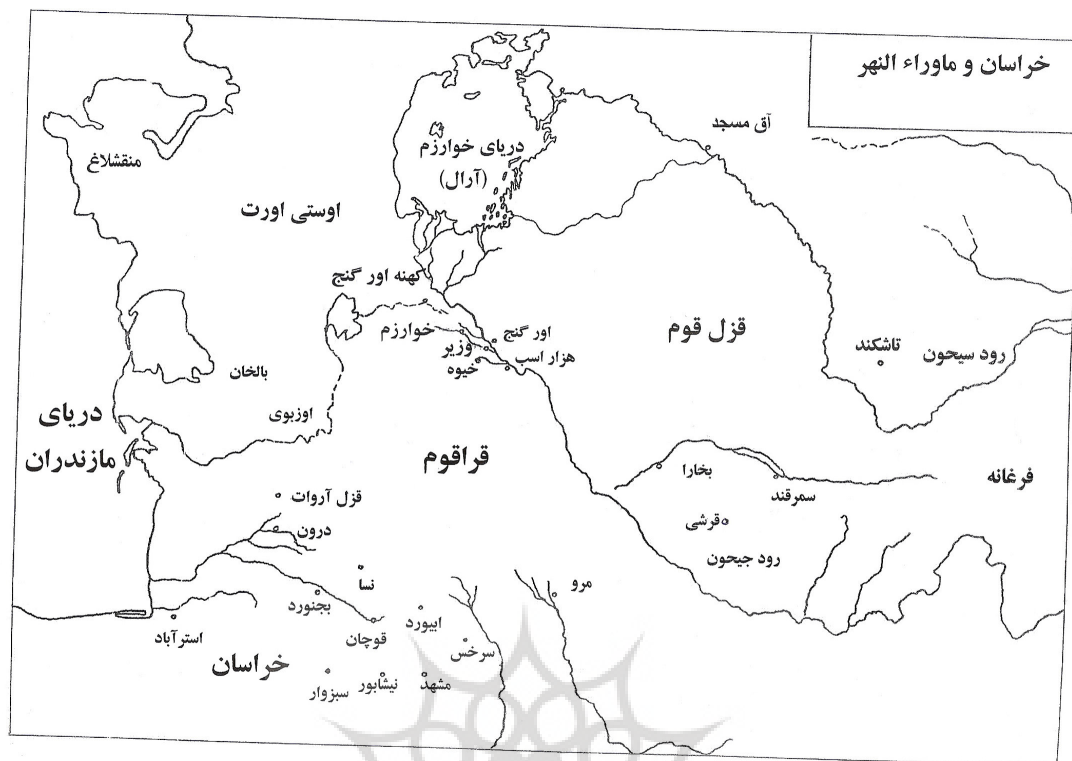 خراسان و ماوراء النهر
آق مسجد
دریای خوارزم
(آرال)
منقشلاغ
اوستی اورت
کهنه اور گنج
خوارزم
اور گنج
وزیر
هزار اسب
خیوه
قزل قوم
تاشکند
رود سیحون
بالخان
اوزبوی
دریای
مازندران
قراقوم
بخارا
سمرقند
فرغانه
قزل آروات
درون
قرشی
رود جیحون
نسا
مرو
بجنورد
ابیورد
استرآباد
قوچان
سرخس
خراسان
سبزوار
نیشابور
مشهد